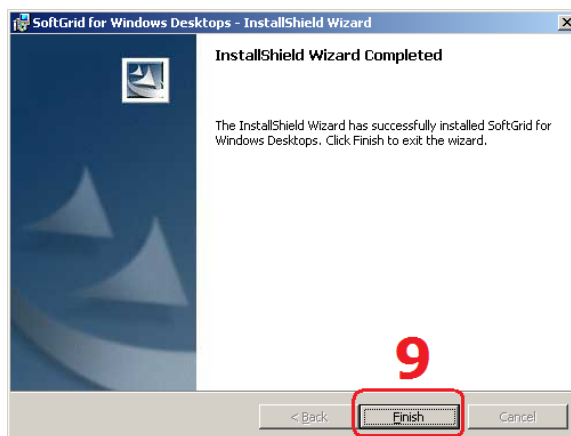 SoftGrid for Windows Desktops - InstallShield Wizard
InstallShield Wizard Completed
The InstallShield Wizard has successfully installed SoftGrid for
Windows Desktops. Click Finish to exit the wizard.
9
< Back
Finish
Cancel